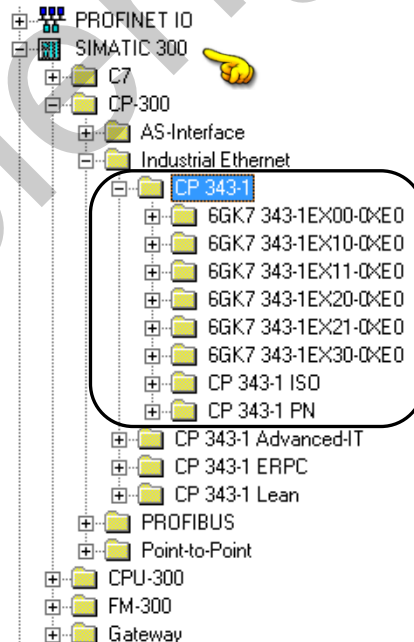 PROFINET IO
SIMATIC 300
C7
CP-300
AS-Interface
Industrial Ethernet
CP 343-1
6GK7 343-1EX00-0XE0
6GK7 343-1EX10-0XE0
6GK7 343-1EX11-0XE0
6GK7 343-1EX20-0XE0
6GK7 343-1EX21-0XE0
6GK7 343-1EX30-0XE0
CP 343-1 ISO
CP 343-1 PN
CP 343-1 Advanced-IT
CP 343-1 ERPC
CP 343-1 Lean
PROFIBUS
Point-to-Point
CPU-300
FM-300
Gateway